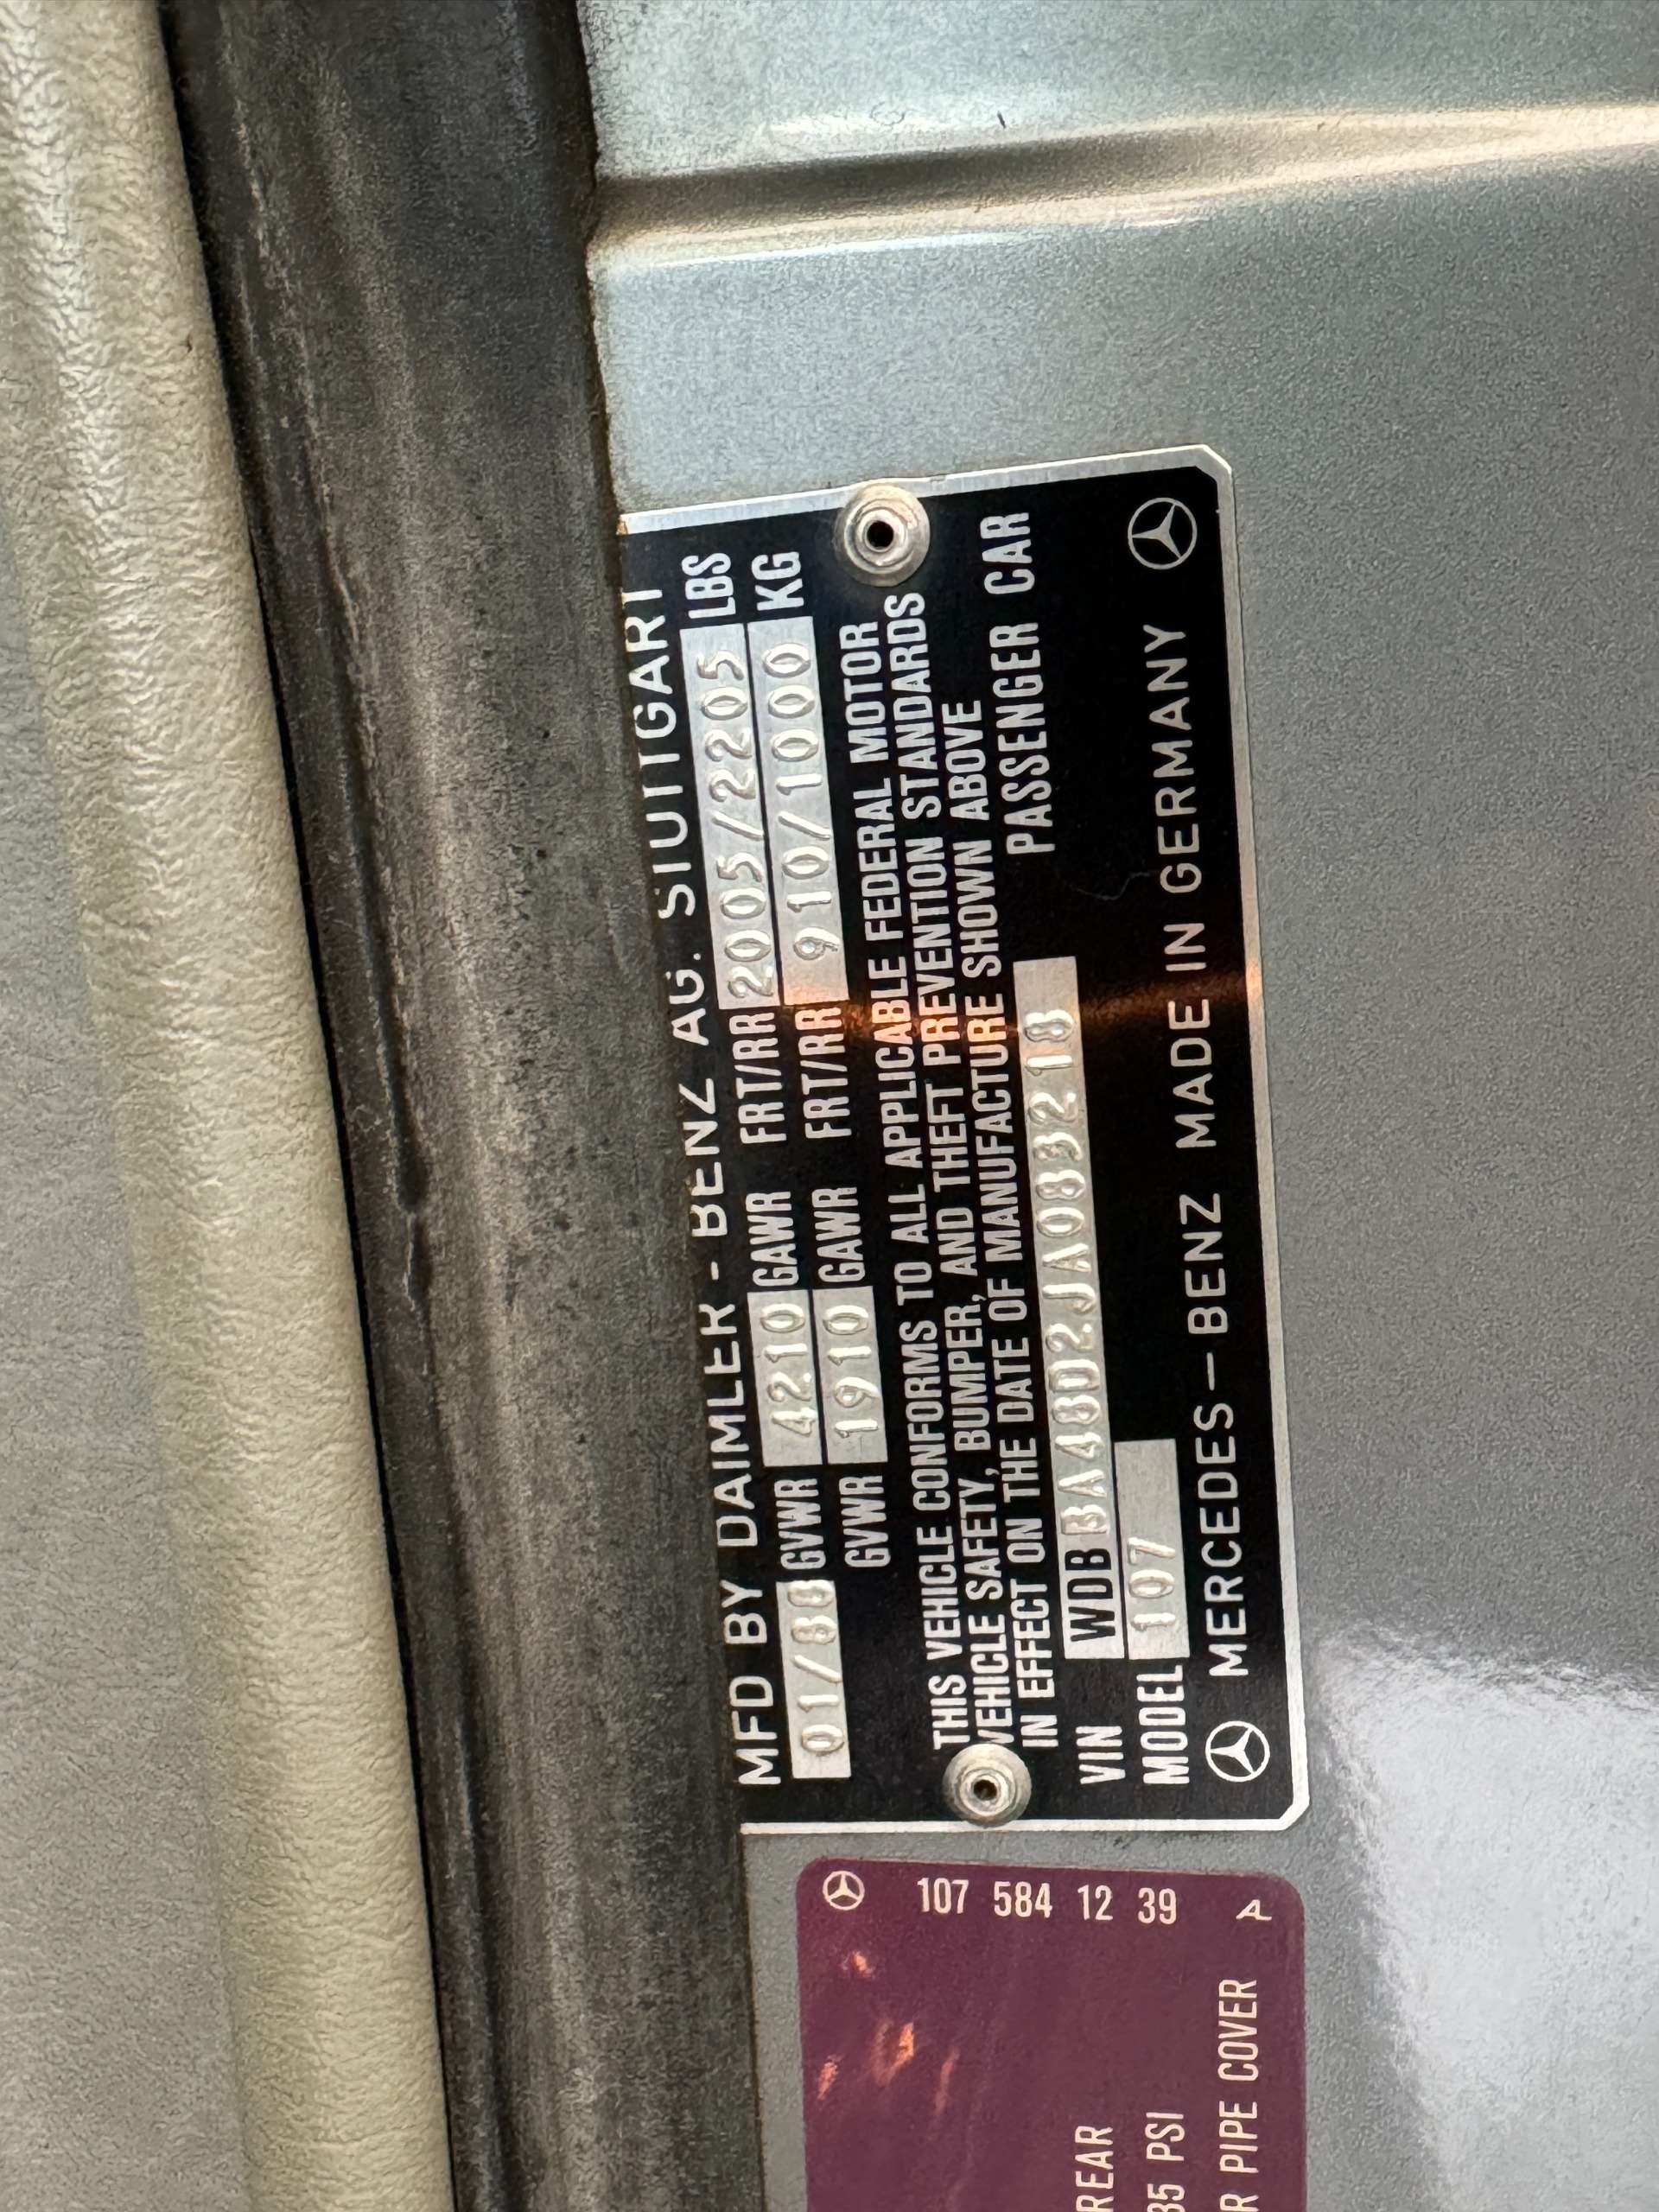 MFD BY DAIMLER - BENZ AG. STUTTGART
01/88 GVWR 4210 GAWR FRT/RR 2005/2205 LBS
GVWR 1910 GAWR FRT/RR 910/1000 KG
THIS VEHICLE CONFORMS TO ALL APPLICABLE FEDERAL MOTOR
VEHICLE SAFETY, BUMPER, AND THEFT PREVENTION STANDARDS
IN EFFECT ON THE DATE OF MANUFACTURE SHOWN ABOVE
VIN WDB BA48D2JA083218 PASSENGER CAR
MODEL 107
MERCEDES-BENZ MADE IN GERMANY
107 584 12 39 A
REAR
35 PSI
PIPE COVER